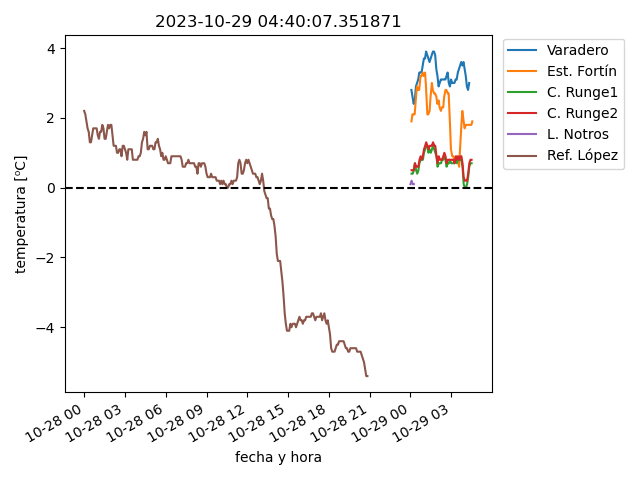 2023-10-29 04:40:07.351871
temperatura [ºC]
4
2
0
−2
−4
10-28 00
10-28 03
10-28 06
10-28 09
10-28 12
10-28 15
10-28 18
10-28 21
10-29 00
10-29 03
fecha y hora
Varadero
Est. Fortín
C. Runge1
C. Runge2
L. Notros
Ref. López